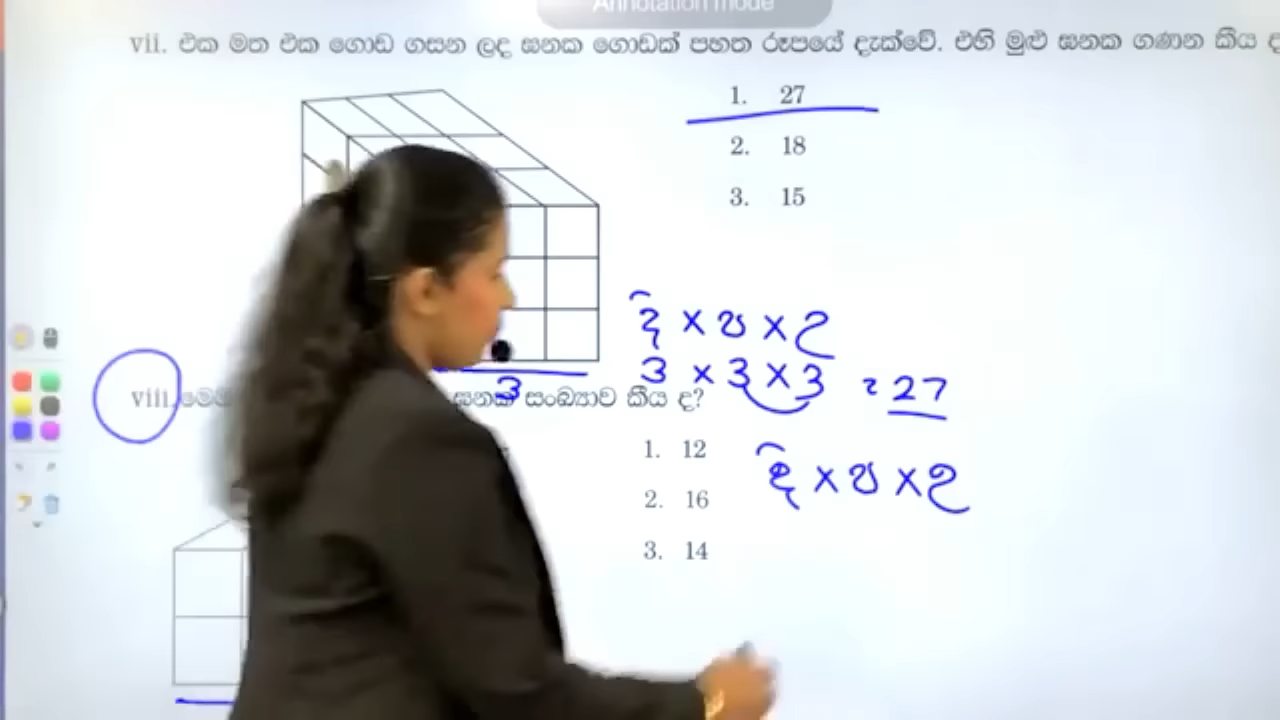 Annotation mode
vii. එක මත එක ගොඩ ගසන ලද ඝනක ගොඩක් පහත රූපයේ දැක්වේ. එහි මුළු ඝනක ගණන කීය ද
1. 27
2. 18
3. 15
දි × ප × උ
3 × 3 × 3 = 27
3
viii. ඝනක සංඛ්‍යාව කීය ද?
1. 12
දි × ප × උ
2. 16
3. 14